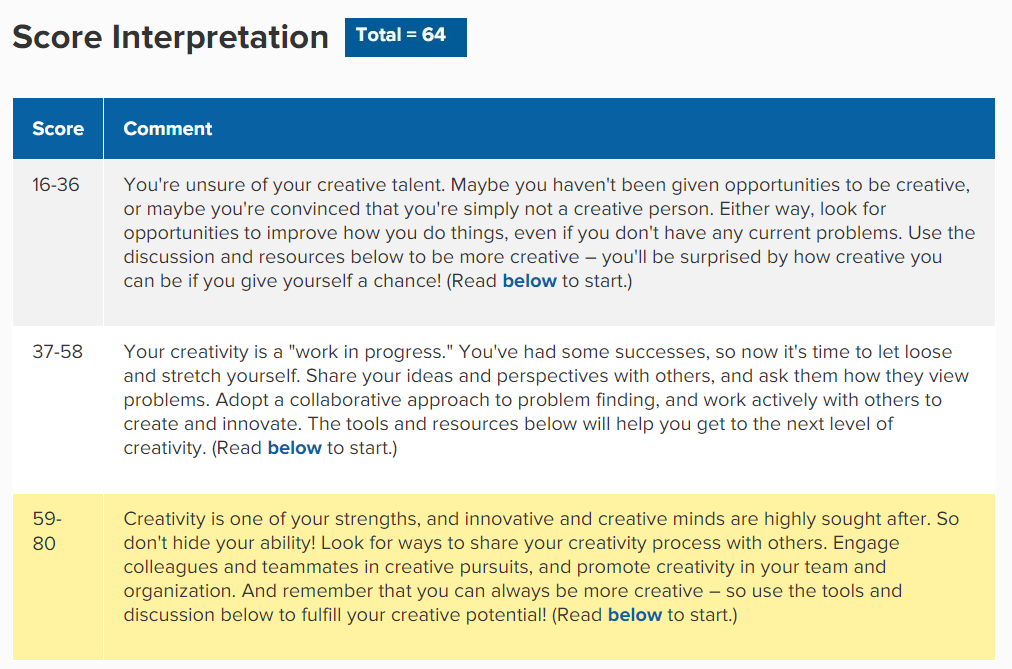 Score Interpretation Total = 64
Score Comment
16-36 You're unsure of your creative talent. Maybe you haven't been given opportunities to be creative,
or maybe you're convinced that you're simply not a creative person. Either way, look for
opportunities to improve how you do things, even if you don't have any current problems. Use the
discussion and resources below to be more creative – you'll be surprised by how creative you
can be if you give yourself a chance! (Read below to start.)
37-58 Your creativity is a "work in progress." You've had some successes, so now it's time to let loose
and stretch yourself. Share your ideas and perspectives with others, and ask them how they view
problems. Adopt a collaborative approach to problem finding, and work actively with others to
create and innovate. The tools and resources below will help you get to the next level of
creativity. (Read below to start.)
59-
80
Creativity is one of your strengths, and innovative and creative minds are highly sought after. So
don't hide your ability! Look for ways to share your creativity process with others. Engage
colleagues and teammates in creative pursuits, and promote creativity in your team and
organization. And remember that you can always be more creative – so use the tools and
discussion below to fulfill your creative potential! (Read below to start.)